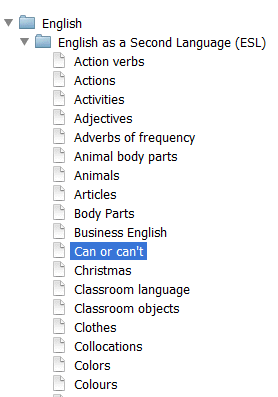 English
English as a Second Language (ESL)
Action verbs
Actions
Activities
Adjectives
Adverbs of frequency
Animal body parts
Animals
Articles
Body Parts
Business English
Can or can't
Christmas
Classroom language
Classroom objects
Clothes
Collocations
Colors
Colours